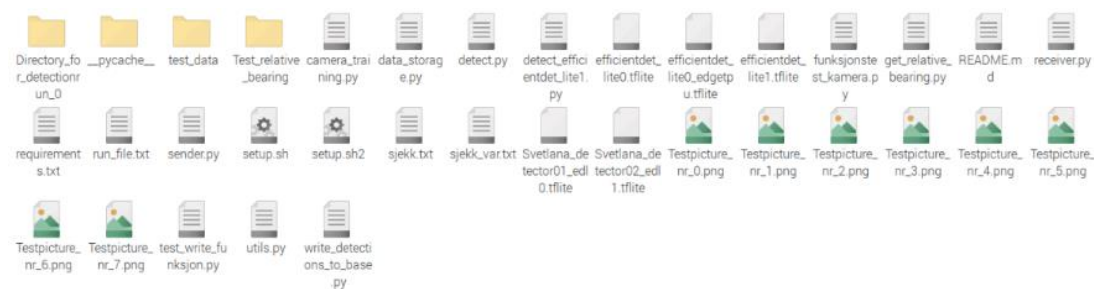 Directory_fo
r_detectionr
un_0
__pycache__
test_data
Test_relative
_bearing
camera_trai
ning.py
data_storag
e.py
detect.py
detect_effici
entdet_lite1.
py
efficientdet_
lite0.tflite
efficientdet_
lite0_edgetp
u.tflite
efficientdet_
lite1.tflite
funksjonste
st_kamera.p
y
get_relative_
bearing.py
README.m
d
receiver.py
requirement
s.txt
run_file.txt
sender.py
setup.sh
setup.sh2
sjekk.txt
sjekk_var.txt
Svetlana_de
tector01_edl
0.tflite
Svetlana_de
tector02_edl
1.tflite
Testpicture_
nr_0.png
Testpicture_
nr_1.png
Testpicture_
nr_2.png
Testpicture_
nr_3.png
Testpicture_
nr_4.png
Testpicture_
nr_5.png
Testpicture_
nr_6.png
Testpicture_
nr_7.png
test_write_fu
nksjon.py
utils.py
write_detecti
ons_to_base
.py